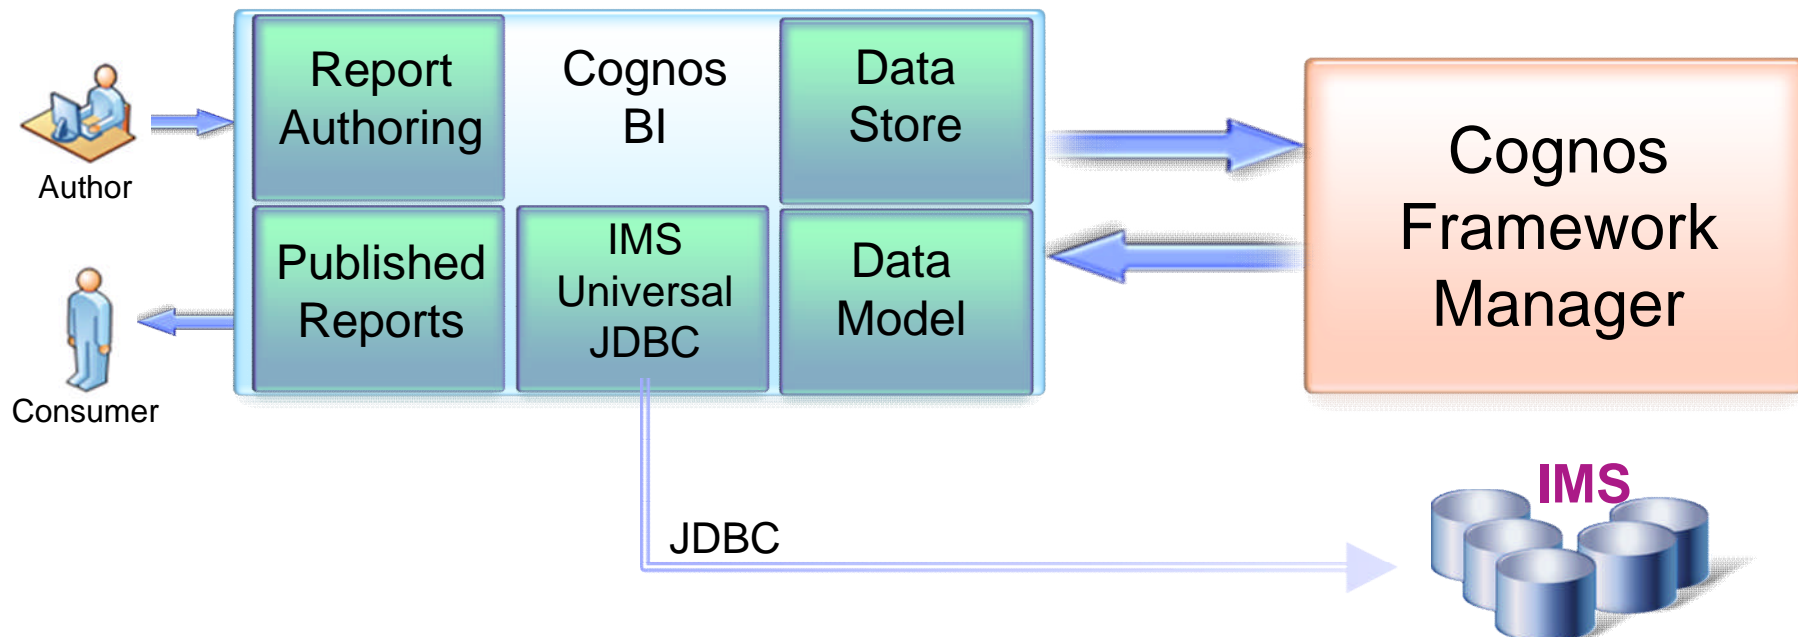 Report
Authoring
Cognos
BI
Data
Store
Author
Published
Reports
IMS
Universal
JDBC
Data
Model
Consumer
Cognos
Framework
Manager
JDBC
IMS